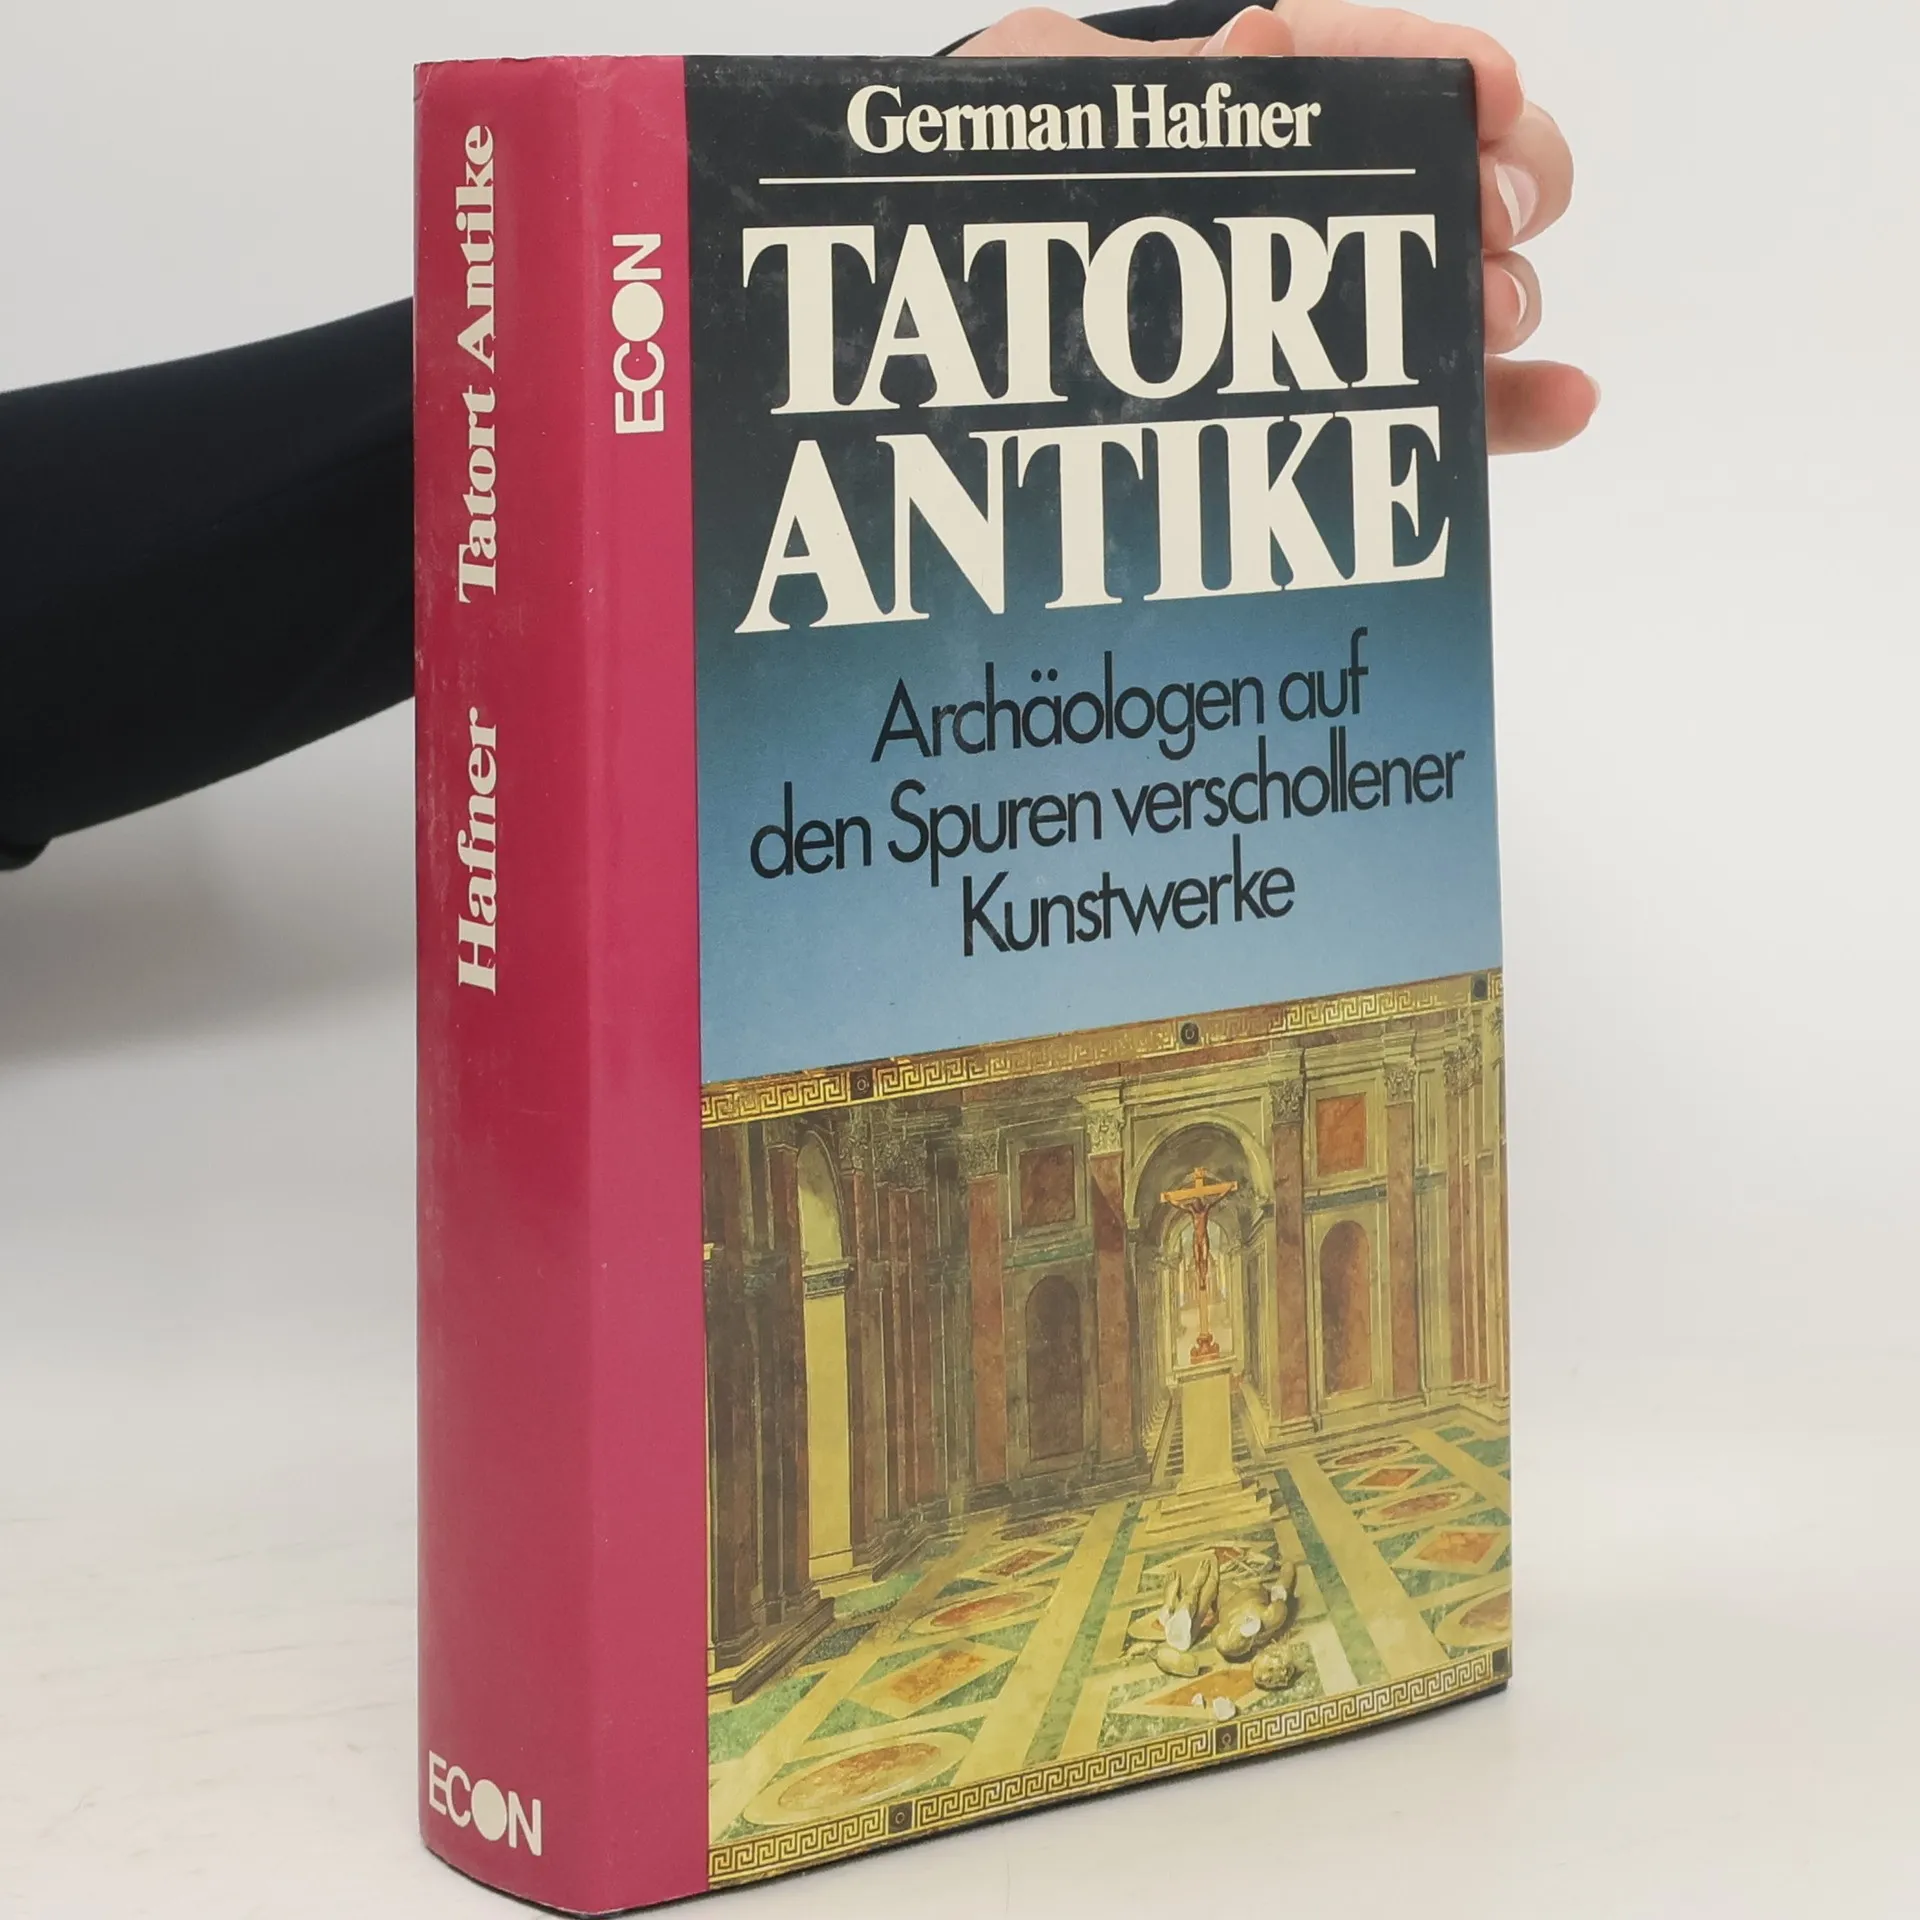 German Hafner
TATORT
ANTIKE
Archäologen auf
den Spuren verschollener
Kunstwerke
ECON
Hafner Tatort Antike
ECON